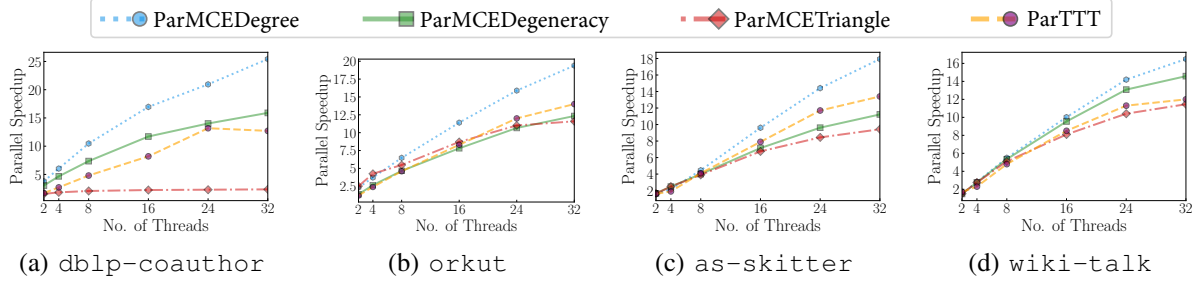 ParMCEDegree ParMCEDegeneracy ParMCETriangle ParTTT
Parallel Speedup
25
20
15
10
5
2 4 8 16 24 32
No. of Threads
(a) dblp-coauthor
Parallel Speedup
20
17.5
15
12.5
10
7.5
5
2.5
2 4 8 16 24 32
No. of Threads
(b) orkut
Parallel Speedup
18
16
14
12
10
8
6
4
2
2 4 8 16 24 32
No. of Threads
(c) as-skitter
Parallel Speedup
16
14
12
10
8
6
4
2
2 4 8 16 24 32
No. of Threads
(d) wiki-talk